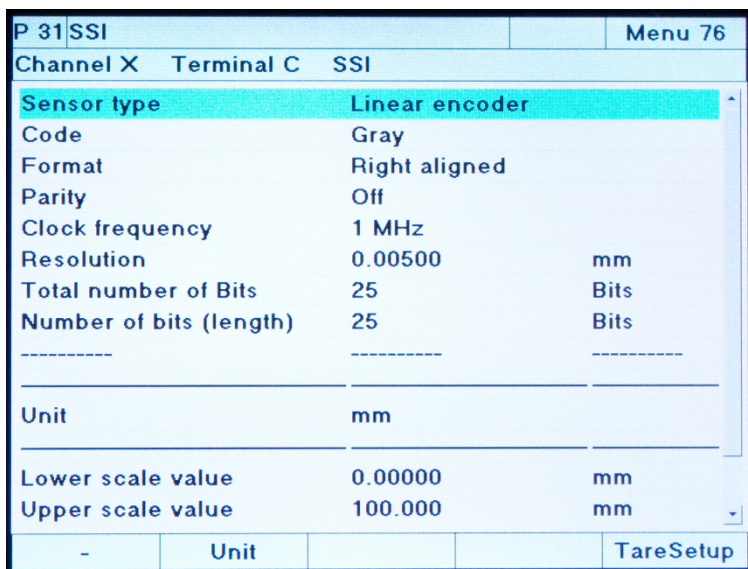 P 31 SSI Menu 76
Channel X Terminal C SSI
Sensor type Linear encoder
Code Gray
Format Right aligned
Parity Off
Clock frequency 1 MHz
Resolution 0.00500 mm
Total number of Bits 25 Bits
Number of bits (length) 25 Bits
---------- ---------- ----------
Unit mm
Lower scale value 0.00000 mm
Upper scale value 100.000 mm
- Unit TareSetup